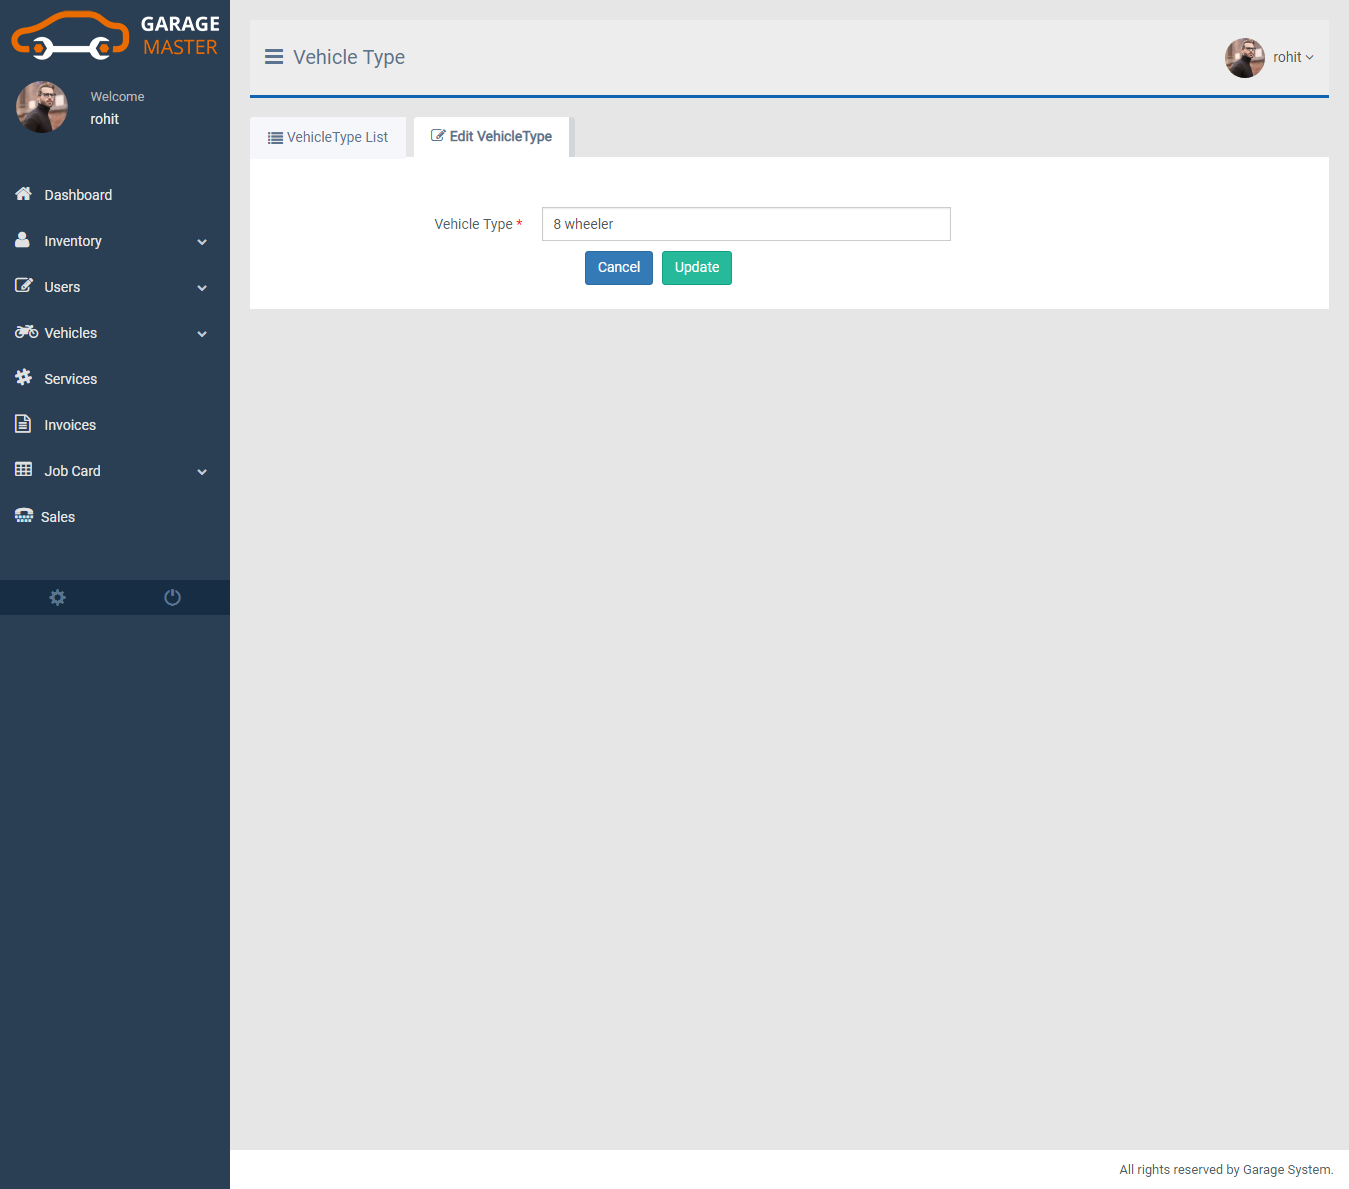 GARAGE
MASTER
Welcome
rohit
Dashboard
Inventory
Users
Vehicles
Services
Invoices
Job Card
Sales
Vehicle Type
rohit
VehicleType List
Edit VehicleType
Vehicle Type *
8 wheeler
Cancel
Update
All rights reserved by Garage System.